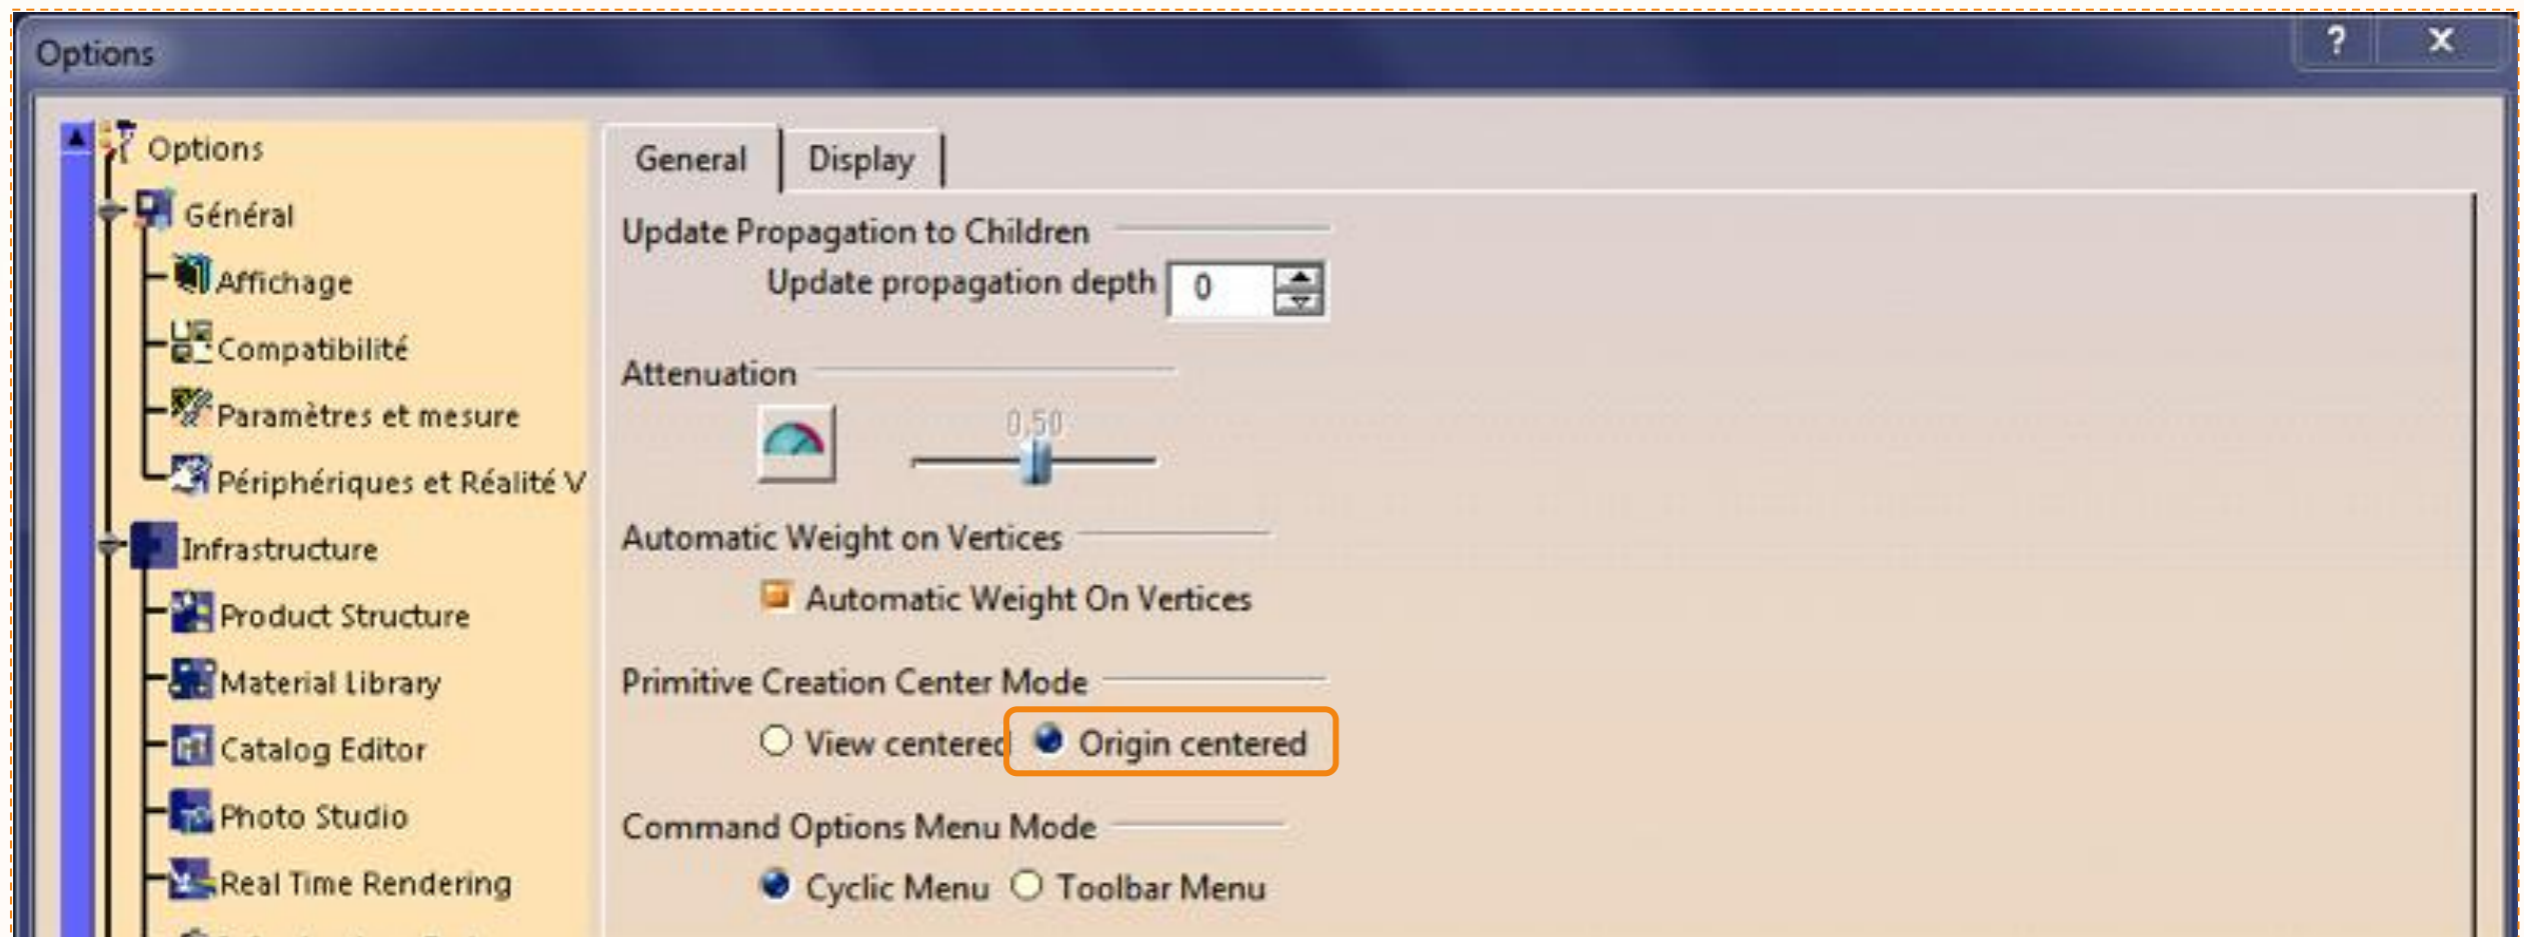 Options
? X
Options
Général
Affichage
Compatibilité
Paramètres et mesure
Périphériques et Réalité V
Infrastructure
Product Structure
Material Library
Catalog Editor
Photo Studio
Real Time Rendering
General Display
Update Propagation to Children
Update propagation depth 0
Attenuation
0,50
Automatic Weight on Vertices
Automatic Weight On Vertices
Primitive Creation Center Mode
View centered Origin centered
Command Options Menu Mode
Cyclic Menu Toolbar Menu